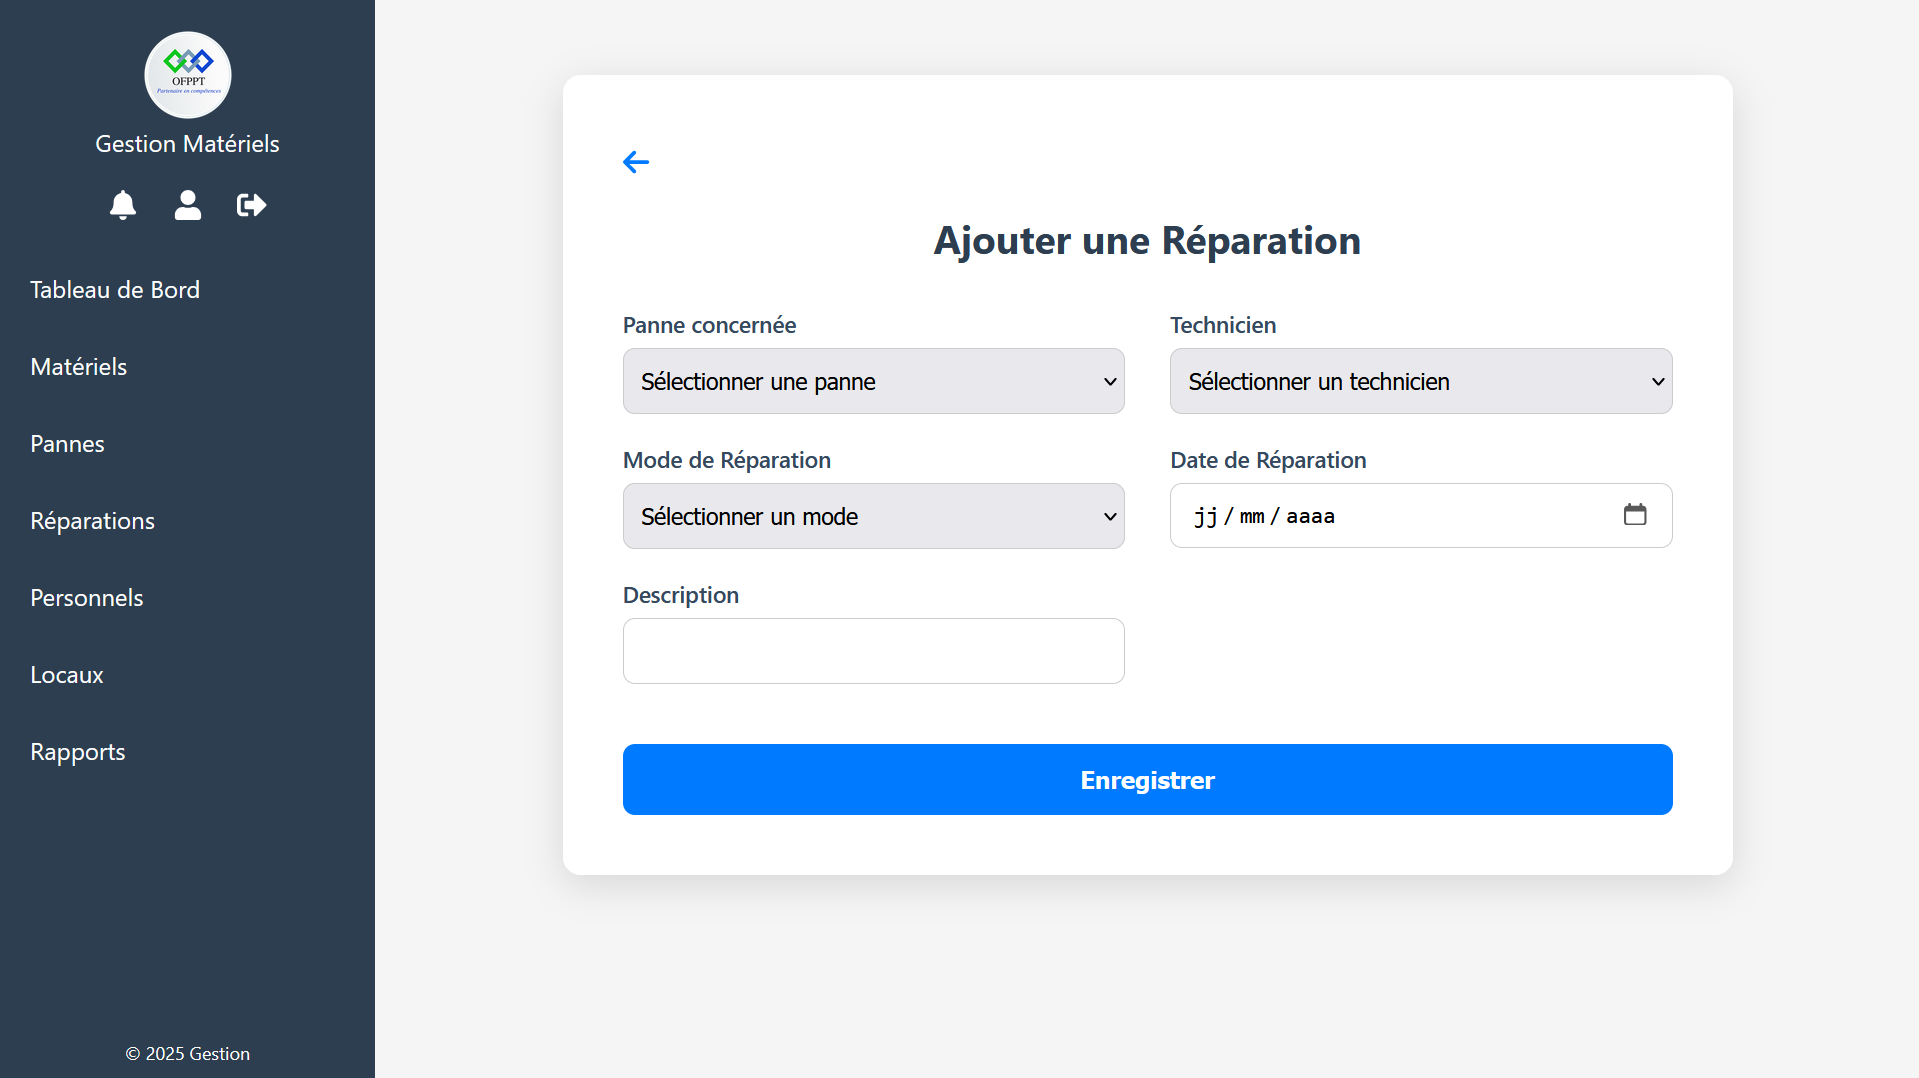 OFPPT
Partenaire en compétences
Gestion Matériels
Tableau de Bord
Matériels
Pannes
Réparations
Personnels
Locaux
Rapports
© 2025 Gestion
Ajouter une Réparation
Panne concernée
Technicien
Sélectionner une panne
Sélectionner un technicien
Mode de Réparation
Date de Réparation
Sélectionner un mode
jj/mm/aaaa
Description
Enregistrer